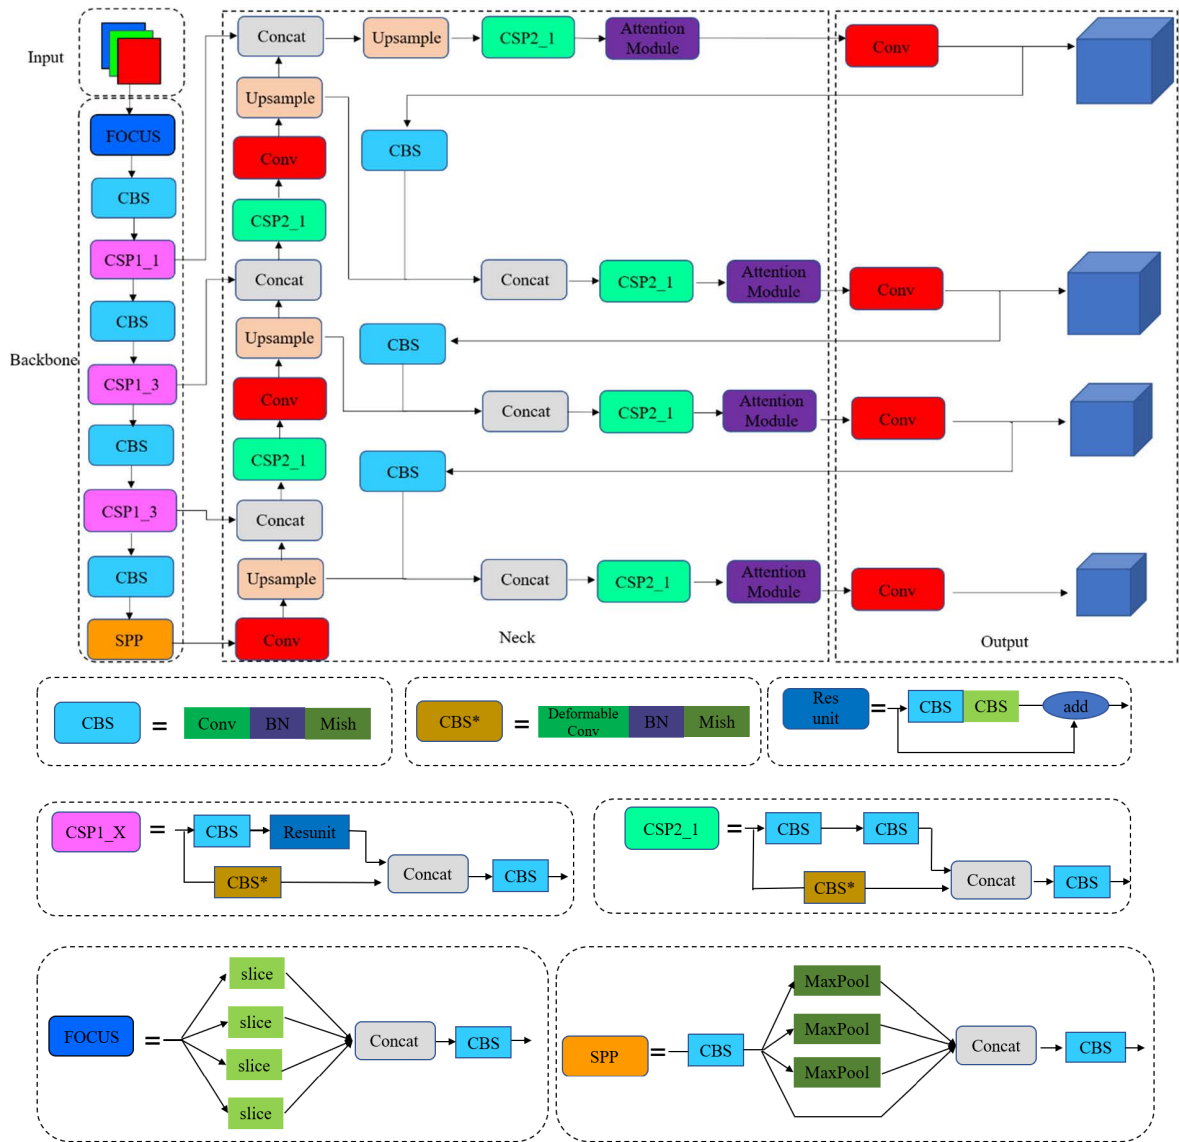 Input
Concat
Upsample
CSP2_1
Attention
Module
Conv
Upsample
FOCUS
CBS
Conv
CBS
CSP2_1
CSP1_1
Concat
Concat
CSP2_1
Attention
Module
Conv
CBS
Upsample
CBS
Backbone
CSP1_3
Conv
Concat
CSP2_1
Attention
Module
Conv
CBS
CSP2_1
CBS
CSP1_3
Concat
CBS
Upsample
Concat
CSP2_1
Attention
Module
Conv
SPP
Conv
Neck
Output
CBS
=
Conv
BN
Mish
CBS*
=
Deformable
Conv
BN
Mish
Res
unit
=
CBS
CBS
add
CSP1_X
=
CBS
Resunit
CBS*
Concat
CBS
CSP2_1
=
CBS
CBS
CBS*
Concat
CBS
FOCUS
=
slice
slice
slice
slice
Concat
CBS
SPP
=
CBS
MaxPool
MaxPool
MaxPool
Concat
CBS